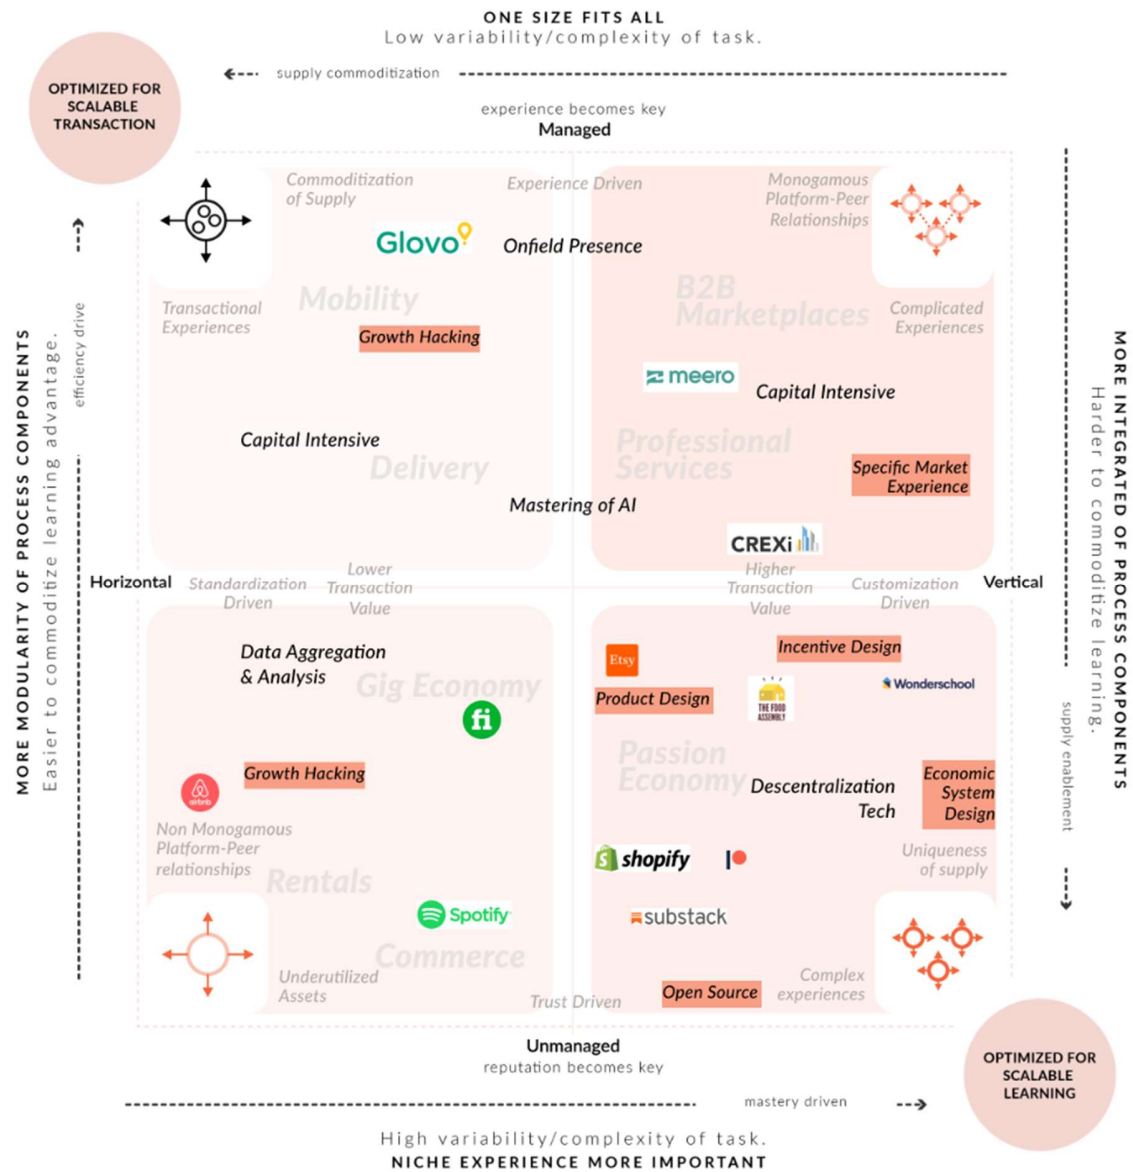 ONE SIZE FITS ALL
Low variability/complexity of task.
OPTIMIZED FOR
SCALABLE
TRANSACTION
supply commoditization
experience becomes key
Managed
Commoditization
of Supply
Experience Driven
Monogamous
Platform-Peer
Relationships
Glovo
Onfield Presence
Mobility
B2B
Marketplaces
Transactional
Experiences
Complicated
Experiences
Growth Hacking
meero
Capital Intensive
Capital Intensive
Delivery
Professional
Services
Specific Market
Experience
Mastering of AI
CREXi
MORE MODULARITY OF PROCESS COMPONENTS
Easier to commoditize learning advantage.
efficiency drive
MORE INTEGRATED OF PROCESS COMPONENTS
Harder to commoditize learning.
supply enablement
Horizontal
Standardization
Driven
Lower
Transaction
Value
Higher
Transaction
Value
Customization
Driven
Vertical
Data Aggregation
& Analysis
Gig Economy
fi
Etsy
Incentive Design
Product Design
THE FOOD
ASSEMBLY
Wonderschool
Growth Hacking
airbnb
Passion
Economy
Descentralization
Tech
Economic
System
Design
Non Monogamous
Platform-Peer
relationships
Rentals
shopify
Uniqueness
of supply
Spotify
substack
Commerce
Underutilized
Assets
Trust Driven
Open Source
Complex
experiences
Unmanaged
reputation becomes key
OPTIMIZED FOR
SCALABLE
LEARNING
mastery driven
High variability/complexity of task.
NICHE EXPERIENCE MORE IMPORTANT